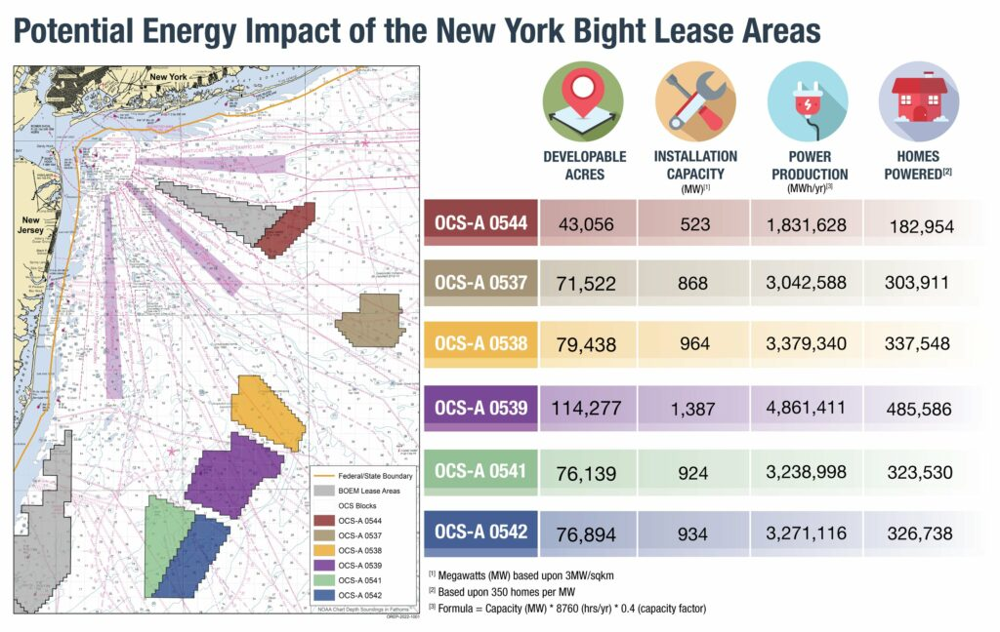 Potential Energy Impact of the New York Bight Lease Areas
New York
New
Jersey
NANTUCKET TO AMBROSE TRAFFIC LANE
Federal/State Boundary
BOEM Lease Areas
OCS Blocks
OCS-A 0544
OCS-A 0537
OCS-A 0538
OCS-A 0539
OCS-A 0541
OCS-A 0542
NOAA Chart Depth Soundings in Fathoms
OREP-2022-1001
DEVELOPABLE
ACRES
INSTALLATION
CAPACITY
(MW)[1]
POWER
PRODUCTION
(MWh/yr)[3]
HOMES
POWERED[2]
OCS-A 0544 43,056 523 1,831,628 182,954
OCS-A 0537 71,522 868 3,042,588 303,911
OCS-A 0538 79,438 964 3,379,340 337,548
OCS-A 0539 114,277 1,387 4,861,411 485,586
OCS-A 0541 76,139 924 3,238,998 323,530
OCS-A 0542 76,894 934 3,271,116 326,738
[1] Megawatts (MW) based upon 3MW/sqkm
[2] Based upon 350 homes per MW
[3] Formula = Capacity (MW) * 8760 (hrs/yr) * 0.4 (capacity factor)